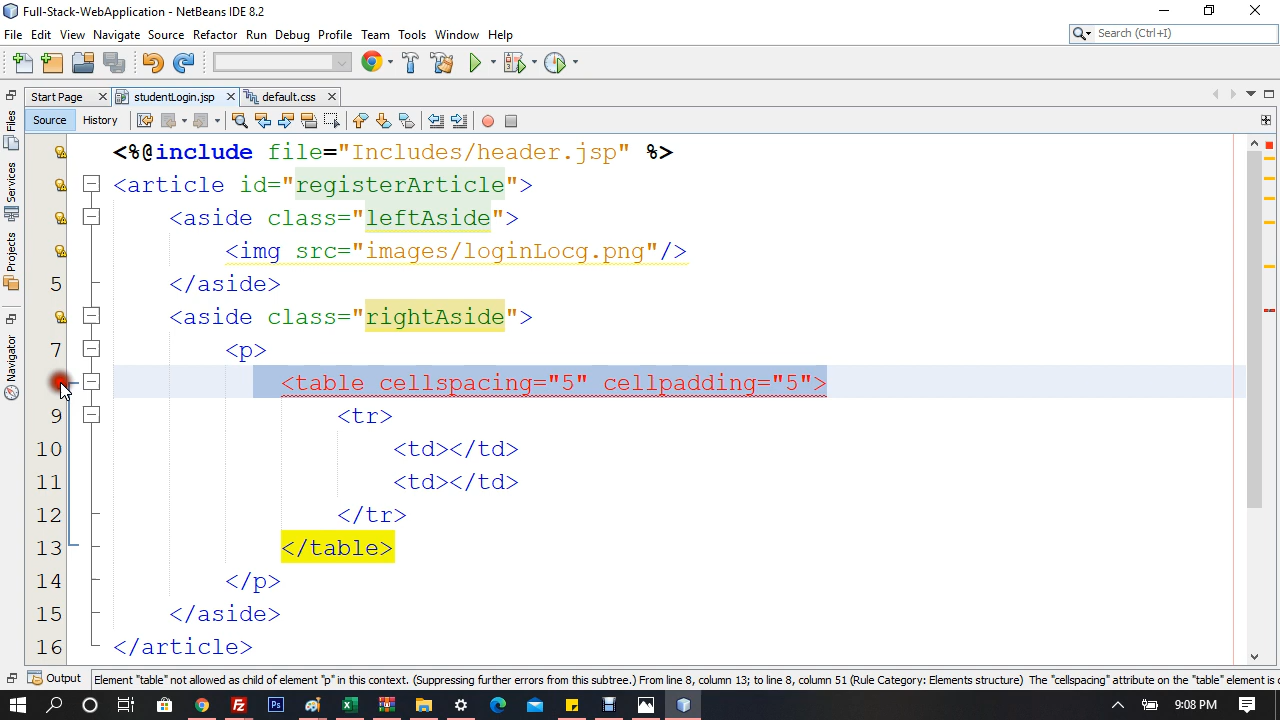 Full-Stack-WebApplication - NetBeans IDE 8.2
File Edit View Navigate Source Refactor Run Debug Profile Team Tools Window Help
Search (Ctrl+I)
Start Page studentLogin.jsp default.css
Source History
Files
Services
Projects
Navigator
<%@include file="Includes/header.jsp" %>
<article id="registerArticle">
<aside class="leftAside">
<img src="images/loginLocg.png"/>
5 </aside>
<aside class="rightAside">
7 <p>
<table cellspacing="5" cellpadding="5">
9 <tr>
10 <td></td>
11 <td></td>
12 </tr>
13 </table>
14 </p>
15 </aside>
16 </article>
Output Element "table" not allowed as child of element "p" in this context. (Suppressing further errors from this subtree.) From line 8, column 13; to line 8, column 51 (Rule Category: Elements structure) The "cellspacing" attribute on the "table" element is
9:08 PM